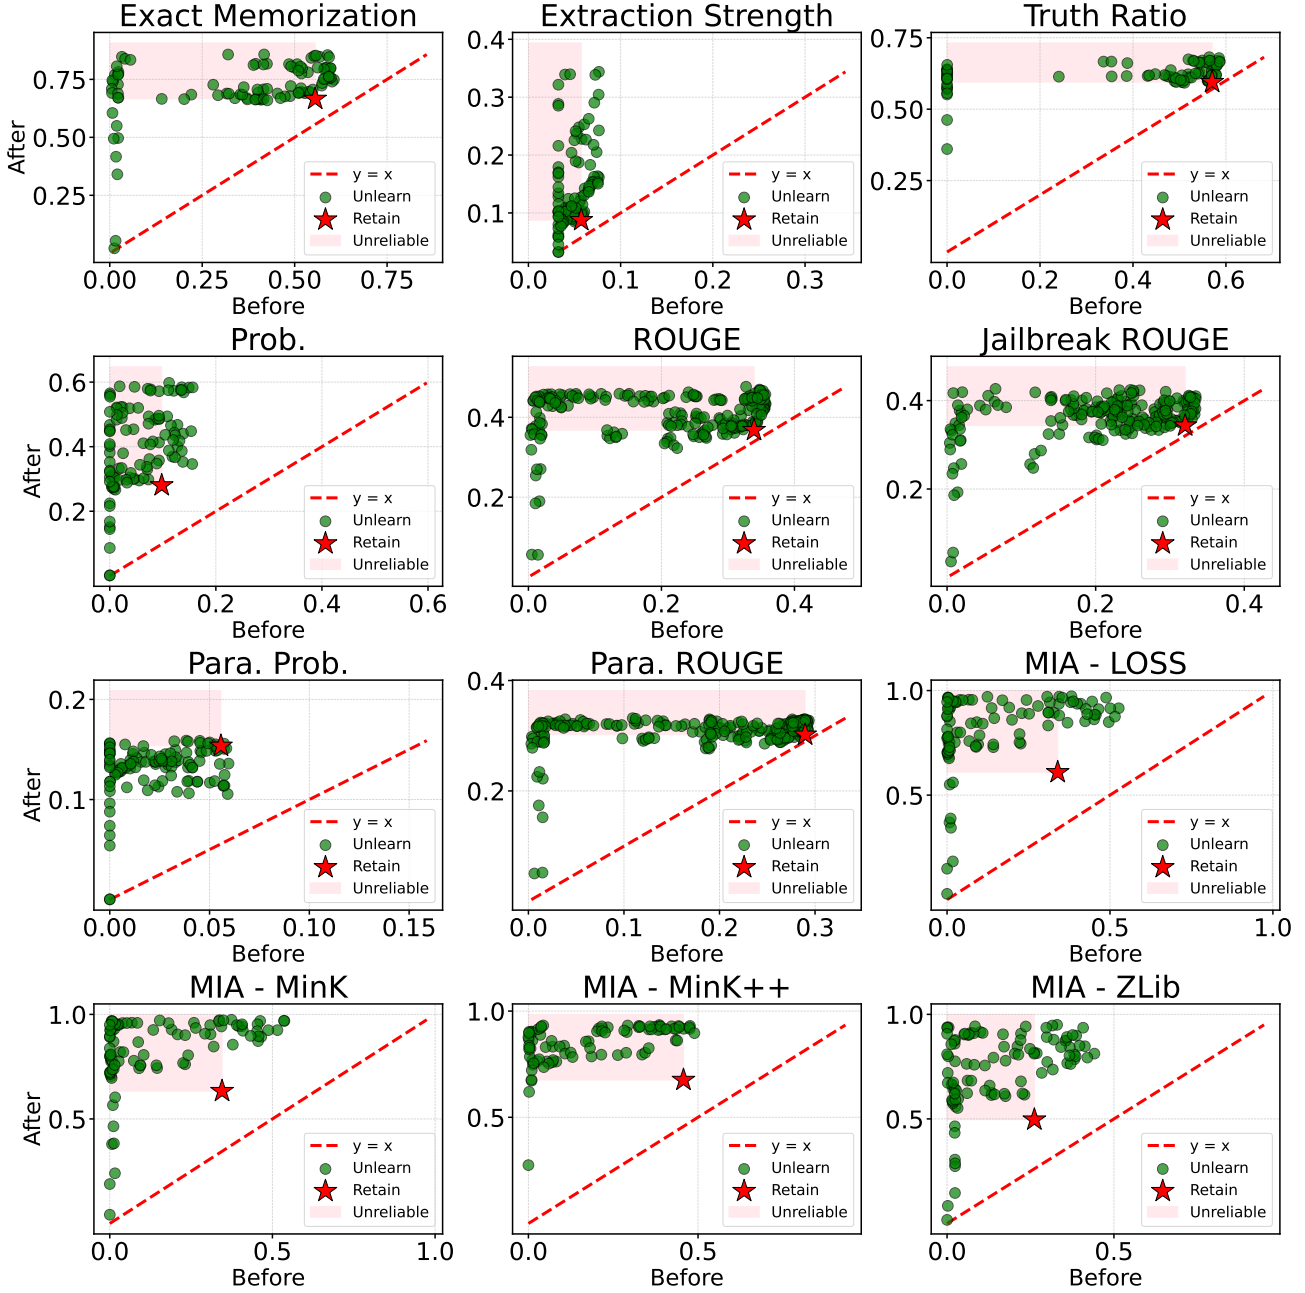 Exact Memorization
After
0.75
0.50
0.25
0.00
0.25
0.50
0.75
Before
y = x
Unlearn
Retain
Unreliable
Extraction Strength
0.4
0.3
0.2
0.1
0.0
0.1
0.2
0.3
Before
y = x
Unlearn
Retain
Unreliable
Truth Ratio
0.75
0.50
0.25
0.0
0.2
0.4
0.6
Before
y = x
Unlearn
Retain
Unreliable
Prob.
After
0.6
0.4
0.2
0.0
0.2
0.4
0.6
Before
y = x
Unlearn
Retain
Unreliable
ROUGE
0.4
0.2
0.0
0.2
0.4
Before
y = x
Unlearn
Retain
Unreliable
Jailbreak ROUGE
0.4
0.2
0.0
0.2
0.4
Before
y = x
Unlearn
Retain
Unreliable
Para. Prob.
After
0.2
0.1
0.00
0.05
0.10
0.15
Before
y = x
Unlearn
Retain
Unreliable
Para. ROUGE
0.4
0.2
0.0
0.1
0.2
0.3
Before
y = x
Unlearn
Retain
Unreliable
MIA - LOSS
1.0
0.5
0.0
0.5
1.0
Before
y = x
Unlearn
Retain
Unreliable
MIA - MinK
After
1.0
0.5
0.0
0.5
1.0
Before
y = x
Unlearn
Retain
Unreliable
MIA - MinK++
1.0
0.5
0.0
0.5
Before
y = x
Unlearn
Retain
Unreliable
MIA - ZLib
1.0
0.5
0.0
0.5
Before
y = x
Unlearn
Retain
Unreliable